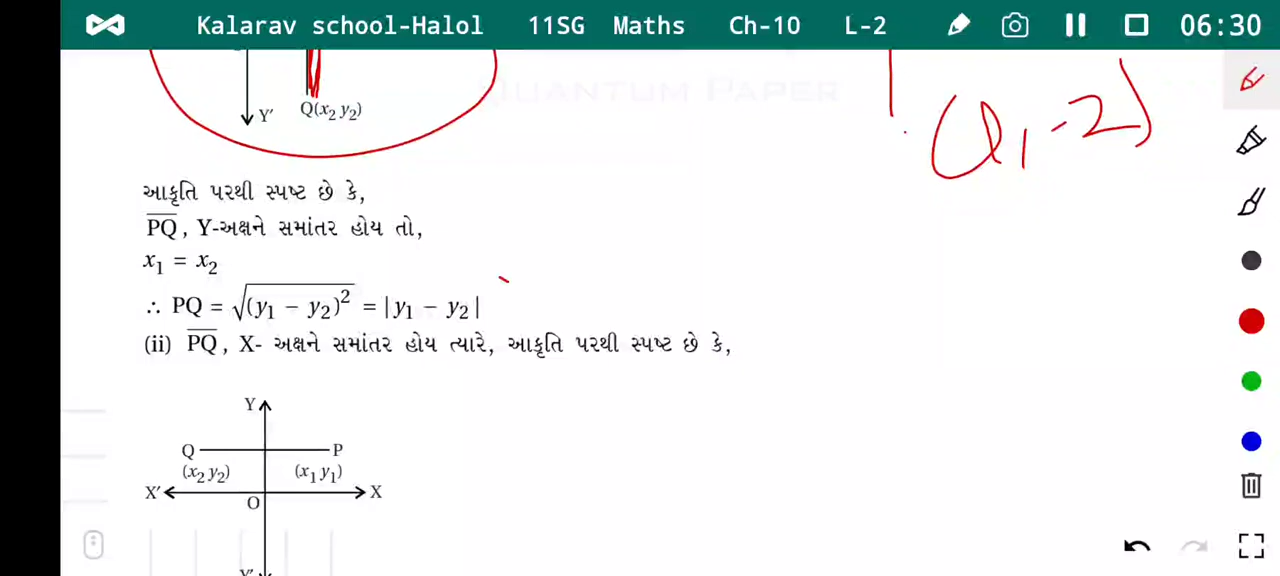 Kalarav school-Halol 11SG Maths Ch-10 L-2 06:30
QUANTUM PAPER
Y′ Q(x₂ y₂)
(1, -2)
આકૃતિ પરથી સ્પષ્ટ છે કે,
PQ, Y-અક્ષને સમાંતર હોય તો,
x₁ = x₂
∴ PQ = √(y₁ − y₂)² = |y₁ − y₂|
(ii) PQ, X- અક્ષને સમાંતર હોય ત્યારે, આકૃતિ પરથી સ્પષ્ટ છે કે,
Y
Q P
(x₂ y₂) (x₁ y₁)
X′ X
O
Y′